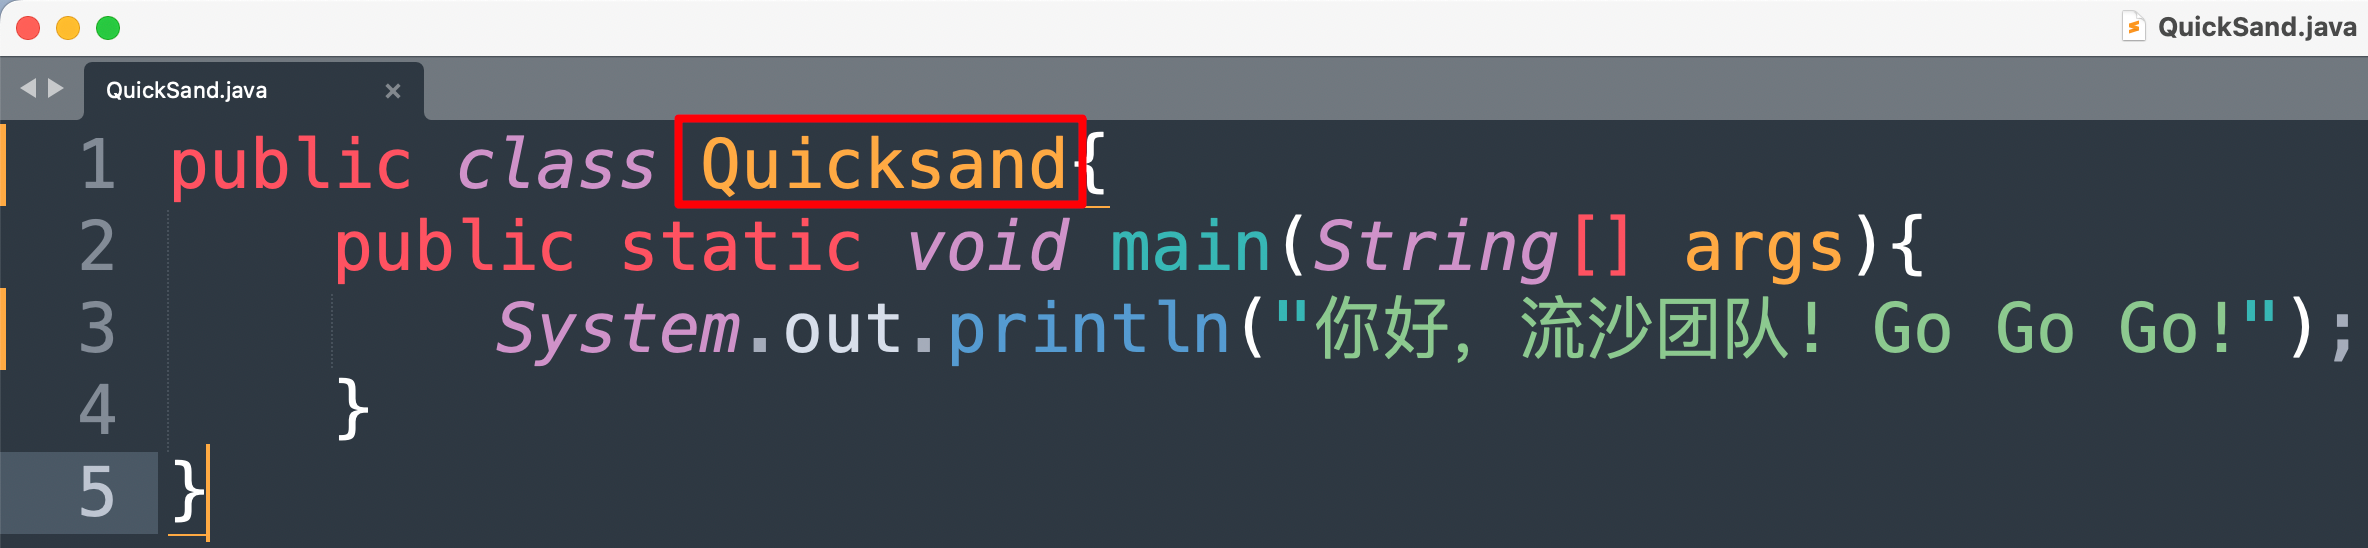 QuickSand.java
QuickSand.java ×
1 public class Quicksand{
2 public static void main(String[] args){
3 System.out.println("你好，流沙团队！Go Go Go!");
4 }
5 }